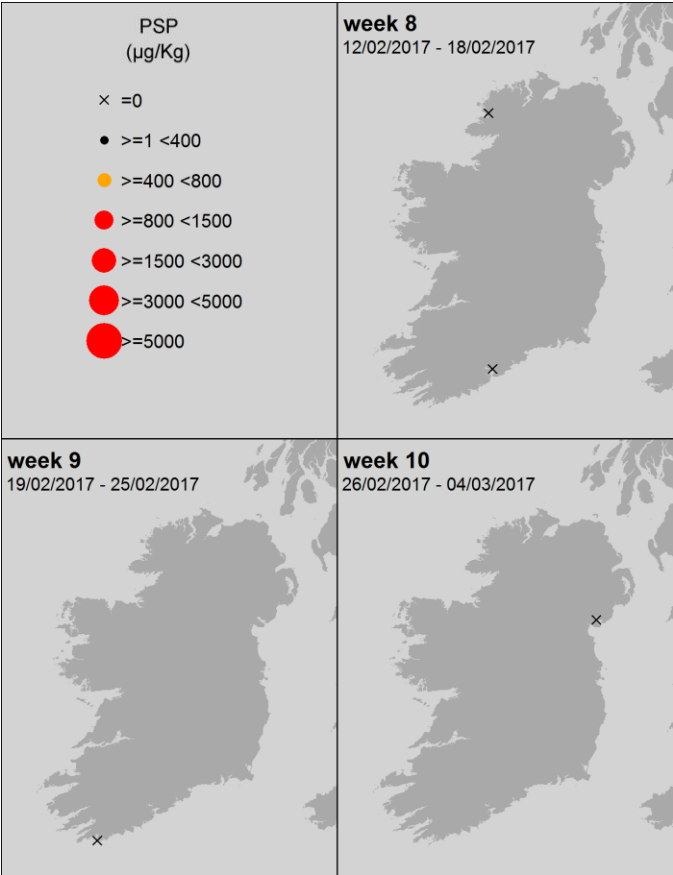 PSP
(µg/Kg)
=0
>=1 <400
>=400 <800
>=800 <1500
>=1500 <3000
>=3000 <5000
>=5000
week 8
12/02/2017 - 18/02/2017
week 9
19/02/2017 - 25/02/2017
week 10
26/02/2017 - 04/03/2017